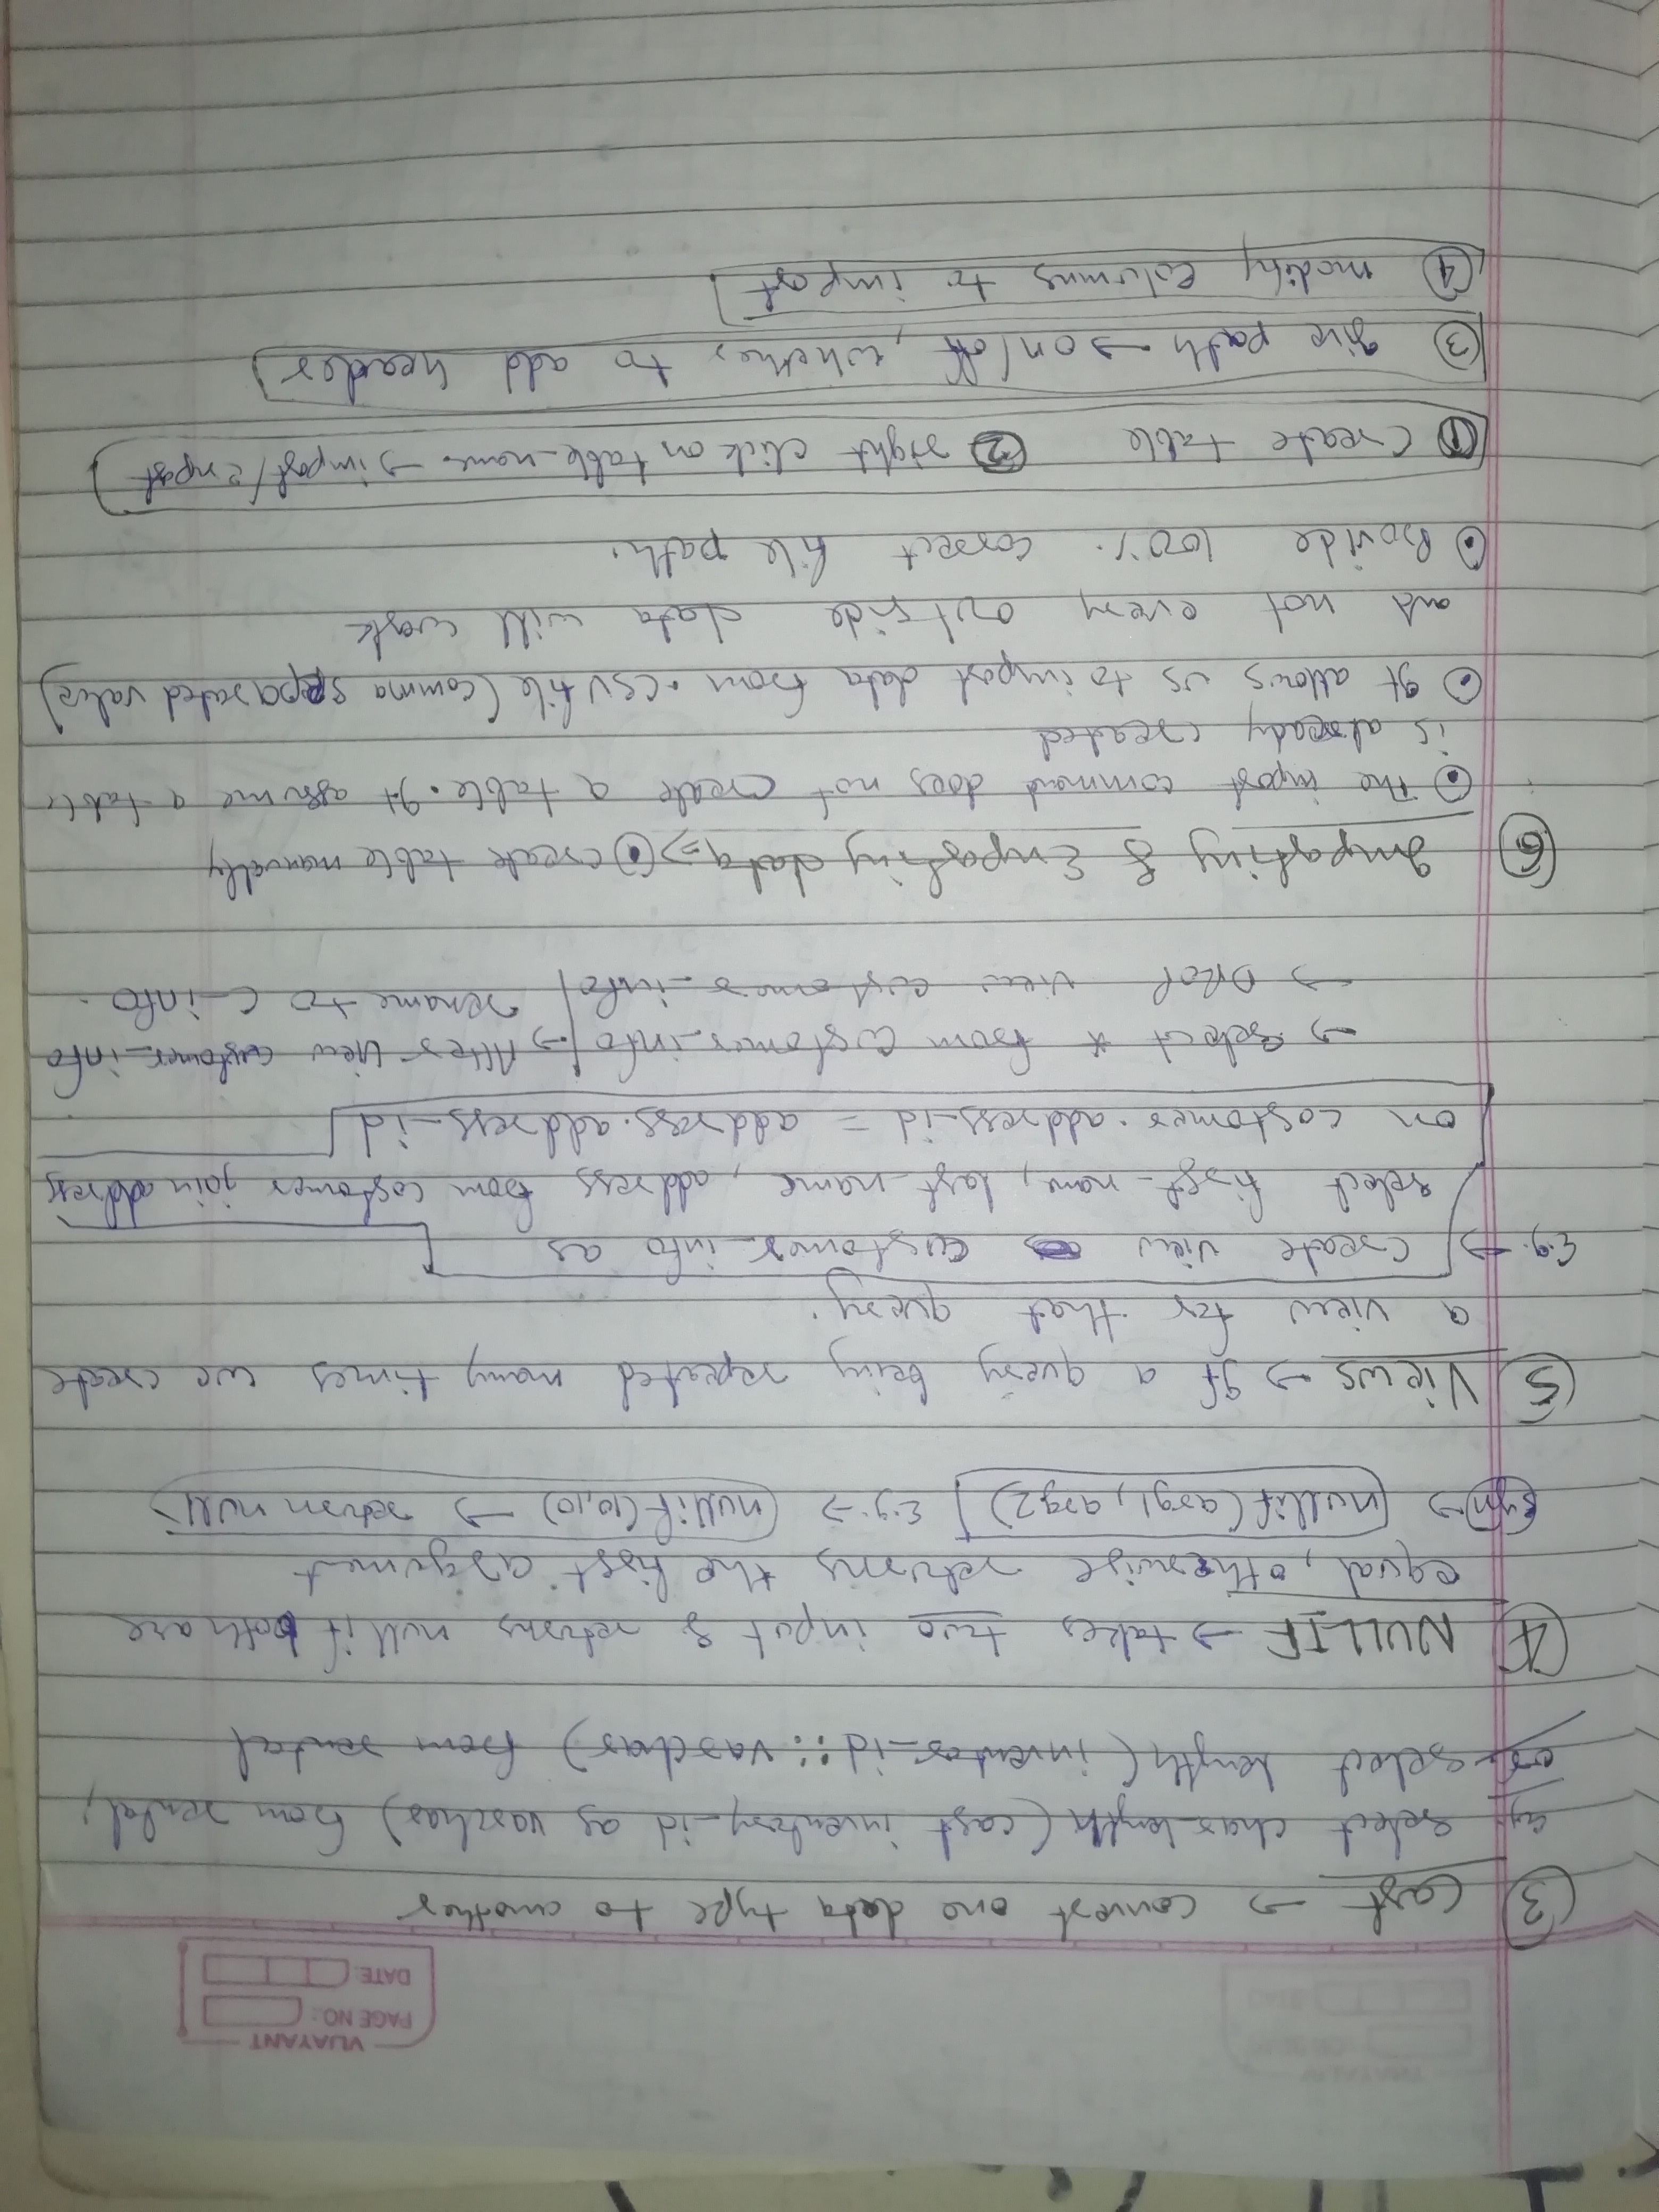 VIJAYANT
PAGE NO.:
DATE:
③ Cast → convert one data type to another
eg: select char_length (cast inventory_id as varchar) from rental;
or, select length (inventor_id :: varchar) from rental
④ NULLIF → takes two input & returns null if both are
equal, otherwise returns the first argument
syn → nullif (arg1, arg2) E.g. → nullif (10,10) → return null
⑤ Views → If a query being repeated many times we create
a view for that query.
E.g. → Create view customer_info as
select first_name, last_name, address from customer join address
on customer.address_id = address.address_id
→ select * from customer_info → Alter view customer_info
→ DROP view customer_info rename to c_info.
⑥ Importing & Exporting data => ⊙ create table manually
⊙ The import command does not create a table. It assume a table
is already created
⊙ It allows us to import data from .csv file (comma separated value)
and not every outside data will work
⊙ Provide 100% correct file path.
① Create table ② right click on table_name. → import/export
③ give path → on/off, whether to add header
④ modify columns to import